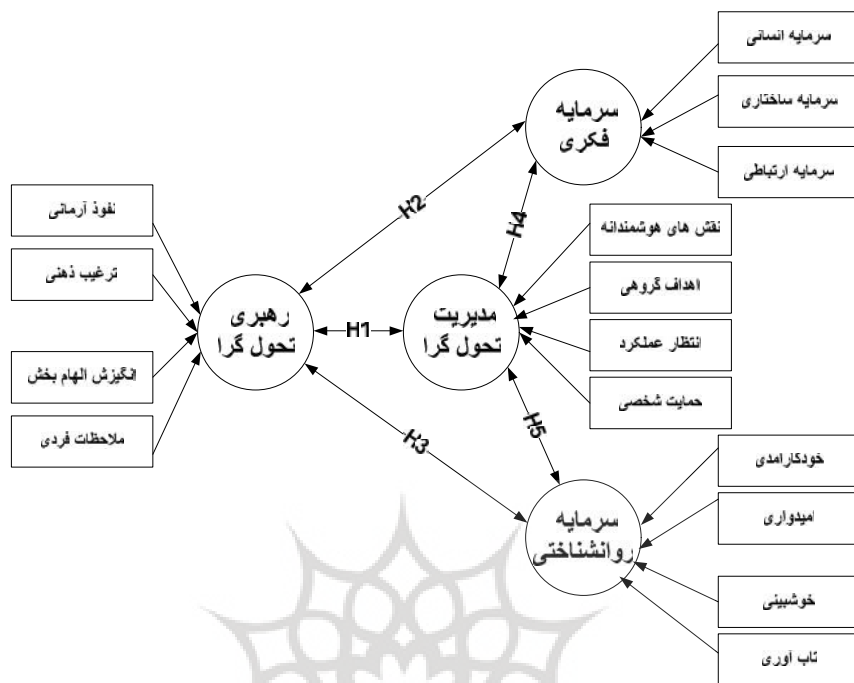 سرمایه انسانی
سرمایه ساختاری
سرمایه ارتباطی
سرمایه
فکری
H2
H4
نقش های هوشمندانه
اهداف گروهی
انتظار عملکرد
حمایت شخصی
نفوذ آرمانی
ترغیب ذهنی
انگیزش الهام بخش
ملاحظات فردی
رهبری
تحول گرا
H1
مدیریت
تحول گرا
H3
H5
سرمایه
روانشناختی
خودکارامدی
امیدواری
خوشبینی
تاب آوری